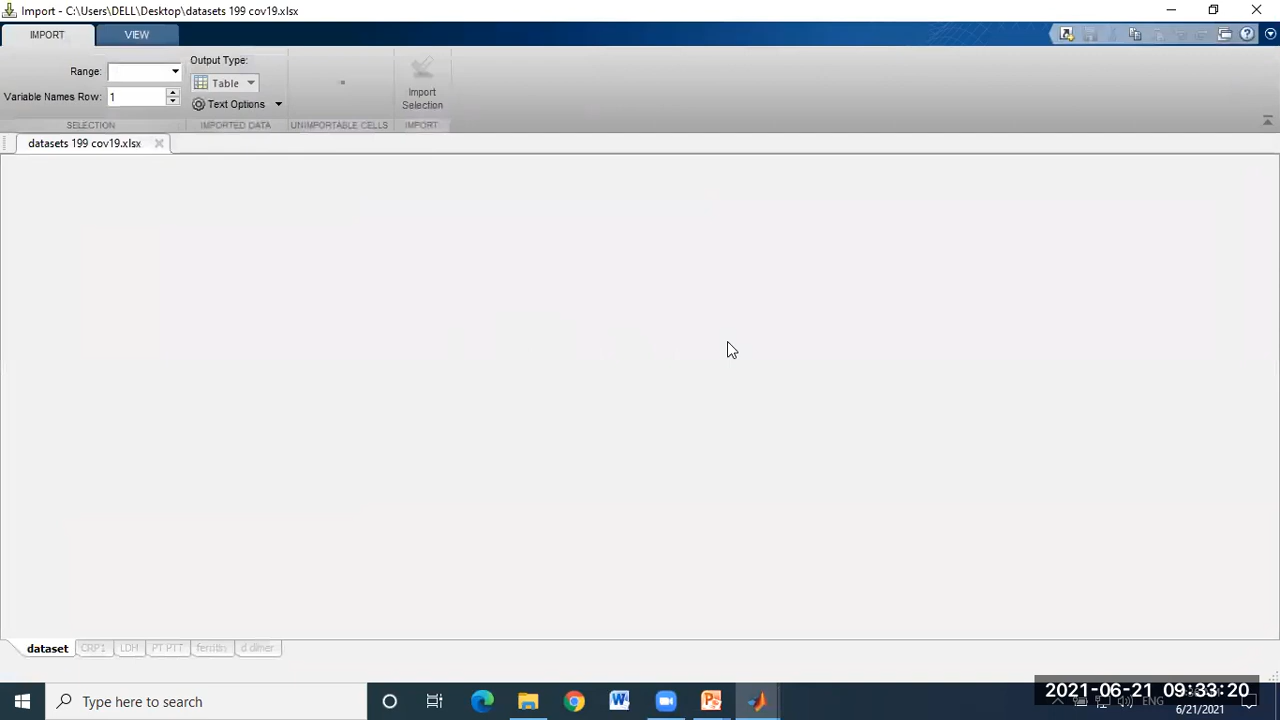 Import - C:\Users\DELL\Desktop\datasets 199 cov19.xlsx
IMPORT
VIEW
Range:
Output Type:
Table
Variable Names Row: 1
Text Options
Import
Selection
SELECTION
IMPORTED DATA
UNIMPORTABLE CELLS
IMPORT
datasets 199 cov19.xlsx
dataset
CRP1
LDH
PT PTT
d dimer
Type here to search
ENG
2021-06-21 09:33:20
6/21/2021